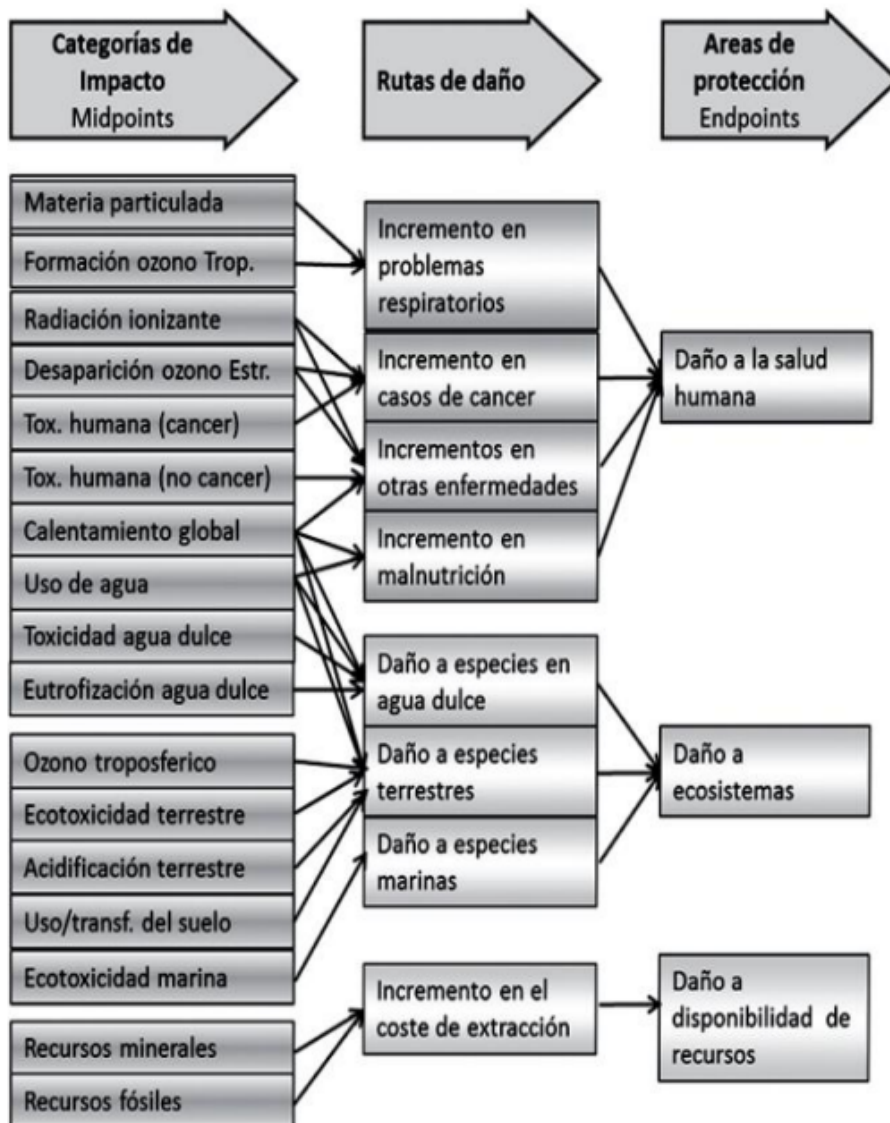 Categorías de
Impacto
Midpoints
Rutas de daño
Areas de
protección
Endpoints
Materia particulada
Formación ozono Trop.
Radiación ionizante
Desaparición ozono Estr.
Tox. humana (cancer)
Tox. humana (no cancer)
Calentamiento global
Uso de agua
Toxicidad agua dulce
Eutrofización agua dulce
Ozono troposferico
Ecotoxicidad terrestre
Acidificación terrestre
Uso/transf. del suelo
Ecotoxicidad marina
Recursos minerales
Recursos fósiles
Incremento en
problemas
respiratorios
Incremento en
casos de cancer
Incrementos en
otras enfermedades
Incremento en
malnutrición
Daño a especies en
agua dulce
Daño a especies
terrestres
Daño a especies
marinas
Incremento en el
coste de extracción
Daño a la salud
humana
Daño a
ecosistemas
Daño a
disponibilidad de
recursos